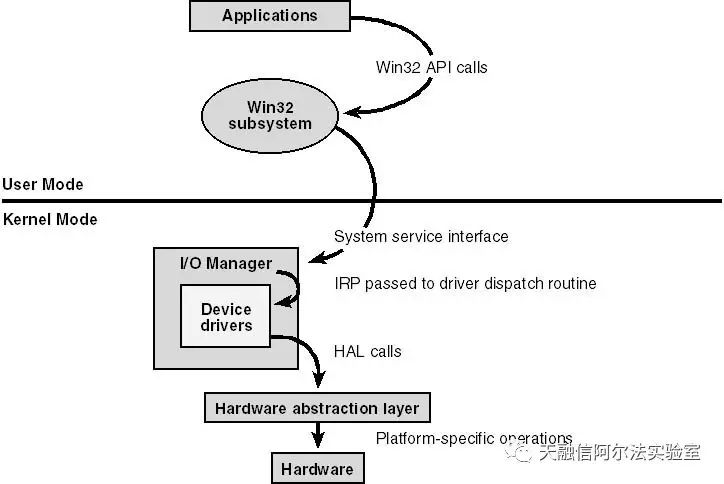 Applications
Win32 API calls
Win32
subsystem
User Mode
Kernel Mode
System service interface
I/O Manager
IRP passed to driver dispatch routine
Device
drivers
HAL calls
Hardware abstraction layer
Platform-specific operations
天融信阿尔法实验室
Hardware